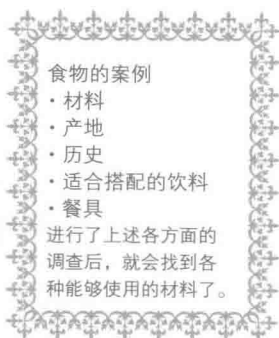 食物的案例
・材料
・产地
・历史
・适合搭配的饮料
・餐具
进行了上述各方面的
调查后，就会找到各
种能够使用的材料了。